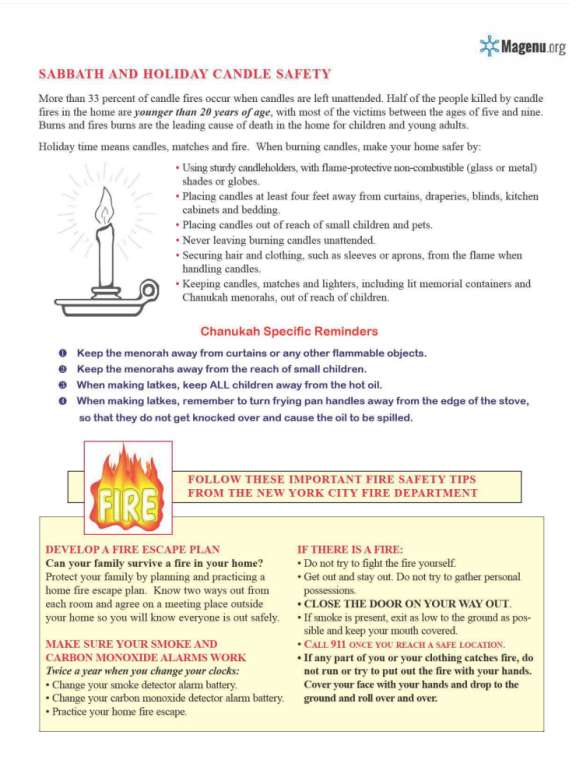 Magenu.org
SABBATH AND HOLIDAY CANDLE SAFETY
More than 33 percent of candle fires occur when candles are left unattended. Half of the people killed by candle
fires in the home are younger than 20 years of age, with most of the victims between the ages of five and nine.
Burns and fires burns are the leading cause of death in the home for children and young adults.
Holiday time means candles, matches and fire. When burning candles, make your home safer by:
• Using sturdy candleholders, with flame-protective non-combustible (glass or metal)
shades or globes.
• Placing candles at least four feet away from curtains, draperies, blinds, kitchen
cabinets and bedding.
• Placing candles out of reach of small children and pets.
• Never leaving burning candles unattended.
• Securing hair and clothing, such as sleeves or aprons, from the flame when
handling candles.
• Keeping candles, matches and lighters, including lit memorial containers and
Chanukah menorahs, out of reach of children.
Chanukah Specific Reminders
❶ Keep the menorah away from curtains or any other flammable objects.
❷ Keep the menorahs away from the reach of small children.
❸ When making latkes, keep ALL children away from the hot oil.
❹ When making latkes, remember to turn frying pan handles away from the edge of the stove,
so that they do not get knocked over and cause the oil to be spilled.
FIRE
FOLLOW THESE IMPORTANT FIRE SAFETY TIPS
FROM THE NEW YORK CITY FIRE DEPARTMENT
DEVELOP A FIRE ESCAPE PLAN
Can your family survive a fire in your home?
Protect your family by planning and practicing a
home fire escape plan. Know two ways out from
each room and agree on a meeting place outside
your home so you will know everyone is out safely.
MAKE SURE YOUR SMOKE AND
CARBON MONOXIDE ALARMS WORK
Twice a year when you change your clocks:
• Change your smoke detector alarm battery.
• Change your carbon monoxide detector alarm battery.
• Practice your home fire escape.
IF THERE IS A FIRE:
• Do not try to fight the fire yourself.
• Get out and stay out. Do not try to gather personal
possessions.
• CLOSE THE DOOR ON YOUR WAY OUT.
• If smoke is present, exit as low to the ground as pos-
sible and keep your mouth covered.
• CALL 911 ONCE YOU REACH A SAFE LOCATION.
• If any part of you or your clothing catches fire, do
not run or try to put out the fire with your hands.
Cover your face with your hands and drop to the
ground and roll over and over.